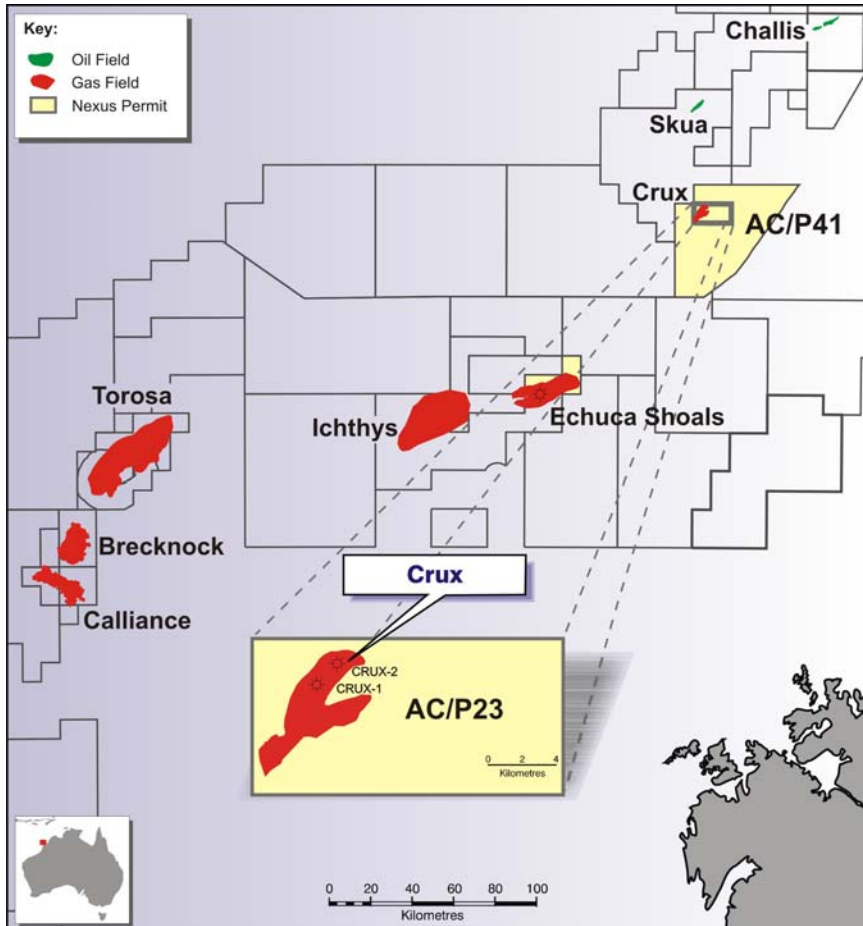 Key:
Oil Field
Gas Field
Nexus Permit
Challis
Skua
Crux
AC/P41
Torosa
Ichthys
Echuca Shoals
Brecknock
Calliance
Crux
CRUX-2
CRUX-1
AC/P23
0 2 4
Kilometres
0 20 40 60 80 100
Kilometres